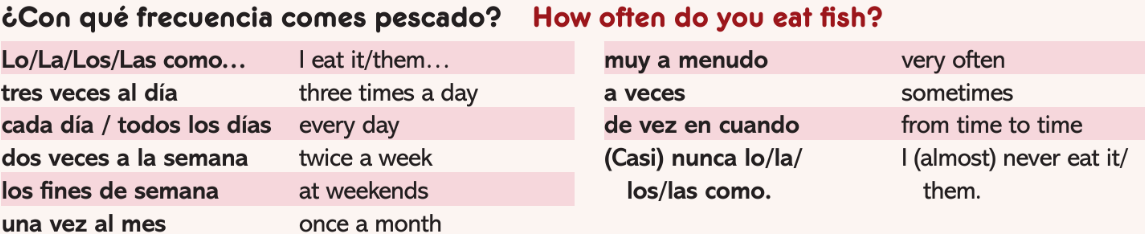 ¿Con qué frecuencia comes pescado? How often do you eat fish?
Lo/La/Los/Las como… I eat it/them…
tres veces al día three times a day
cada día / todos los días every day
dos veces a la semana twice a week
los fines de semana at weekends
una vez al mes once a month
muy a menudo very often
a veces sometimes
de vez en cuando from time to time
(Casi) nunca lo/la/ I (almost) never eat it/
los/las como. them.